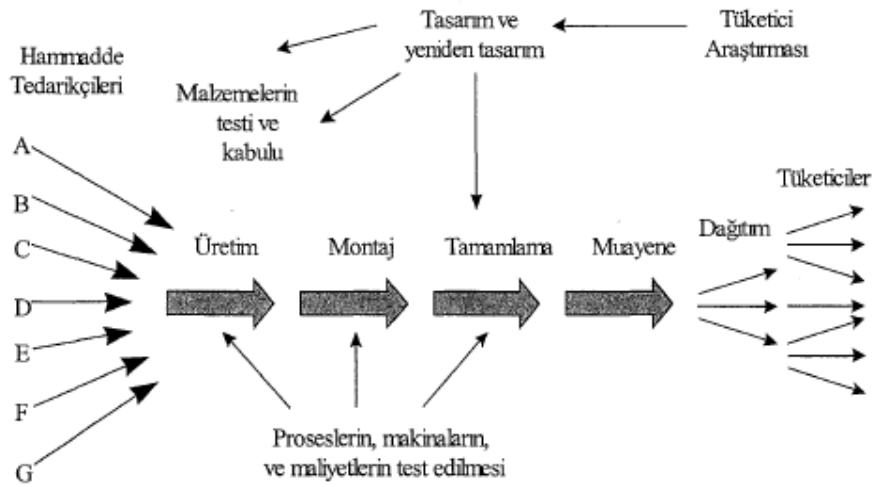 Tasarım ve
yeniden tasarım
Tüketici
Araştırması
Hammadde
Tedarikçileri
Malzemelerin
testi ve
kabulu
A
B
C
D
E
F
G
Üretim
Montaj
Tamamlama
Muayene
Dağıtım
Tüketiciler
Proseslerin, makinaların,
ve maliyetlerin test edilmesi